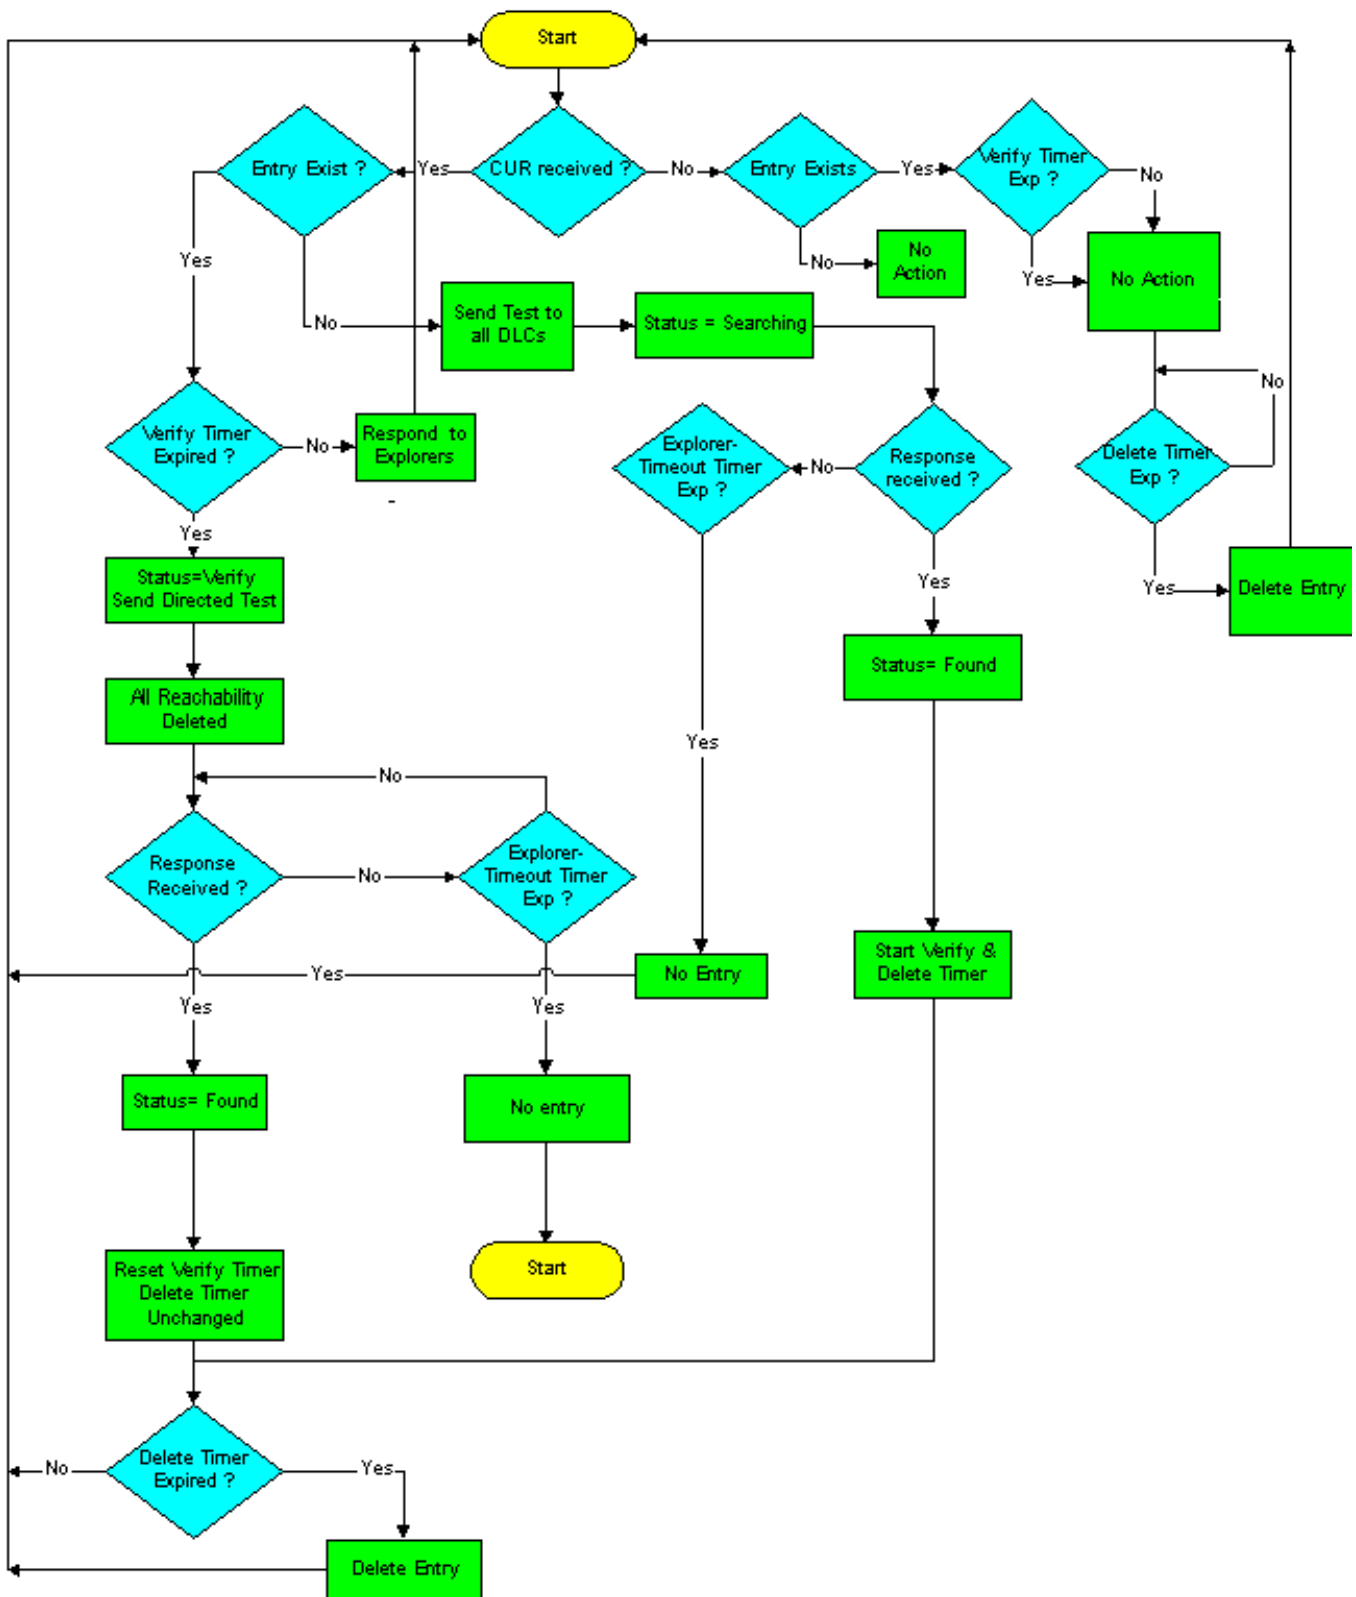 Start
Entry Exist ?
Yes
CUR received ?
No
Entry Exists
Yes
Verify Timer
Exp ?
No
Yes
No
No
Action
Yes
No Action
No
Send Test to
all DLCs
Status = Searching
No
Verify Timer
Expired ?
No
Respond to
Explorers
Explorer-
Timeout Timer
Exp ?
No
Response
received ?
Delete Timer
Exp ?
Yes
Status=Verify
Send Directed Test
Yes
Yes
Delete Entry
Status= Found
All Reachability
Deleted
Yes
No
Response
Received ?
No
Explorer-
Timeout Timer
Exp ?
Start Verify &
Delete Timer
Yes
No Entry
Yes
Yes
Status= Found
No entry
Reset Verify Timer
Delete Timer
Unchanged
Start
No
Delete Timer
Expired ?
Yes
Delete Entry